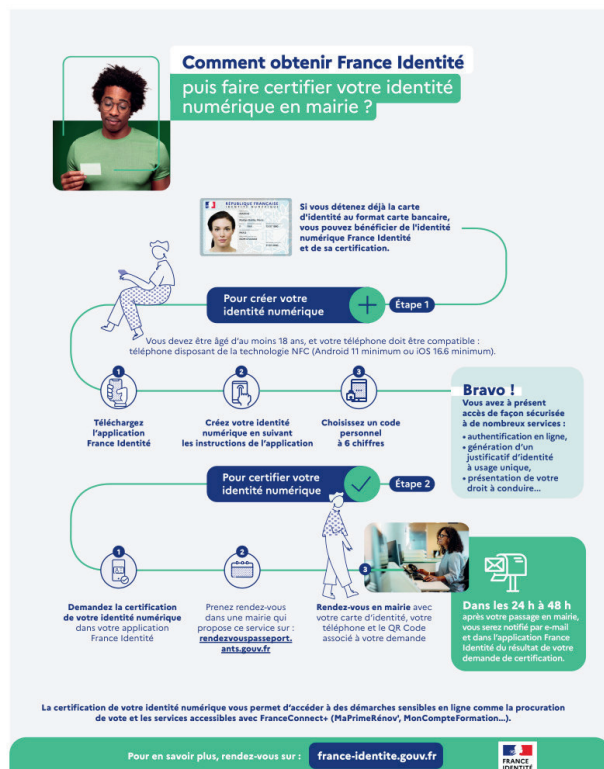 Comment obtenir France Identité
puis faire certifier votre identité
numérique en mairie ?
RÉPUBLIQUE FRANÇAISE
Si vous détenez déjà la carte
d'identité au format carte bancaire,
vous pouvez bénéficier de l'identité
numérique France Identité
et de sa certification.
Pour créer votre
identité numérique
Étape 1
Vous devez être âgé d'au moins 18 ans, et votre téléphone doit être compatible :
téléphone disposant de la technologie NFC (Android 11 minimum ou iOS 16.6 minimum).
1
2
3
Téléchargez
l'application
France Identité
Créez votre identité
numérique en suivant
les instructions de l'application
Choisissez un code
personnel
à 6 chiffres
Bravo !
Vous avez à présent
accès de façon sécurisée
à de nombreux services :
• authentification en ligne,
• génération d'un
justificatif d'identité
à usage unique,
• présentation de votre
droit à conduire...
Pour certifier votre
identité numérique
Étape 2
1
2
3
Demandez la certification
de votre identité numérique
dans votre application
France Identité
Prenez rendez-vous
dans une mairie qui
propose ce service sur :
rendezvouspasseport.
ants.gouv.fr
Rendez-vous en mairie avec
votre carte d'identité, votre
téléphone et le QR Code
associé à votre demande
Dans les 24 h à 48 h
après votre passage en mairie,
vous serez notifié par e-mail
et dans l'application France
Identité du résultat de votre
demande de certification.
La certification de votre identité numérique vous permet d'accéder à des démarches sensibles en ligne comme la procuration
de vote et les services accessibles avec FranceConnect+ (MaPrimeRénov', MonCompteFormation...).
Pour en savoir plus, rendez-vous sur :
france-identite.gouv.fr
FRANCE
IDENTITÉ